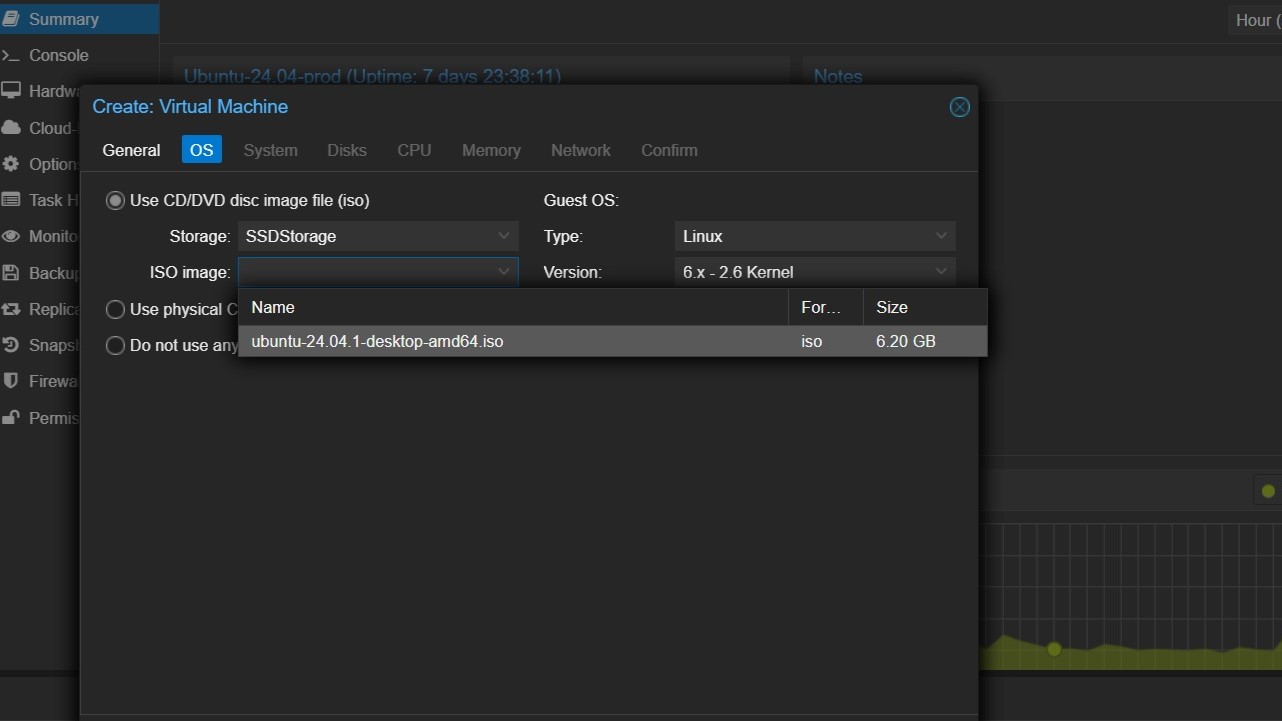 Summary
Hour (
Console
Ubuntu-24.04-prod (Uptime: 7 days 23:38:11)
Notes
Hardwa
Create: Virtual Machine
Cloud-
General OS System Disks CPU Memory Network Confirm
Option
Use CD/DVD disc image file (iso)
Guest OS:
Task H
Storage: SSDStorage
Type: Linux
Monito
ISO image:
Version: 6.x - 2.6 Kernel
Backup
Use physical C
Name For... Size
Replica
Do not use any
ubuntu-24.04.1-desktop-amd64.iso iso 6.20 GB
Snapsh
Firewa
Permis